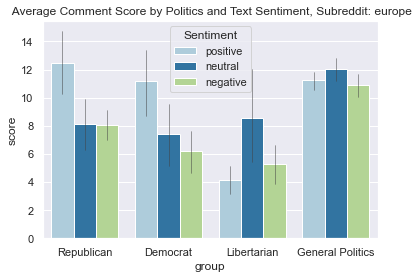 Average Comment Score by Politics and Text Sentiment, Subreddit: europe
Sentiment
positive
neutral
negative
14
12
10
8
6
4
2
0
score
Republican Democrat Libertarian General Politics
group